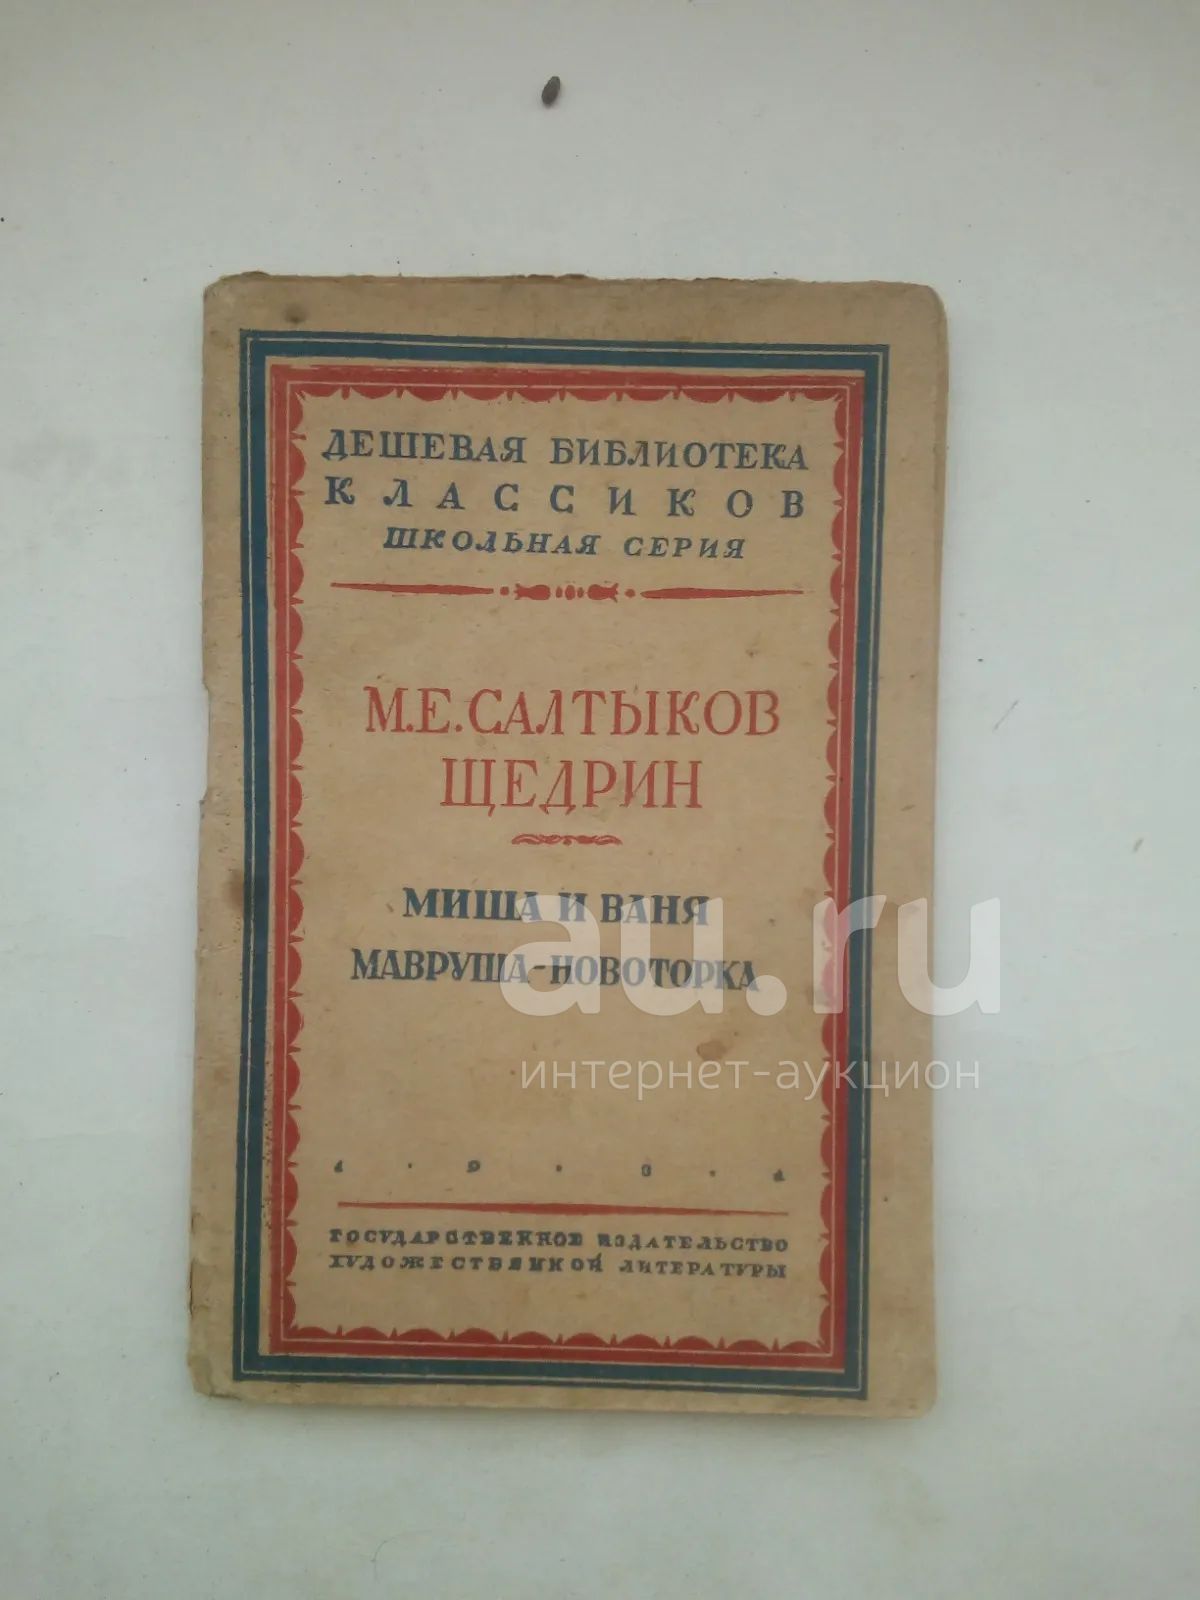 ДЕШЕВАЯ БИБЛИОТЕКА
КЛАССИКОВ
ШКОЛЬНАЯ СЕРИЯ
М.Е.САЛТЫКОВ
ЩЕДРИН
МИША И ВАНЯ
МАВРУША-НОВОТОРКА
au.ru
интернет-аукцион
ГОСУДАРСТВЕННОЕ ИЗДАТЕЛЬСТВО
ХУДОЖЕСТВЕННОЙ ЛИТЕРАТУРЫ